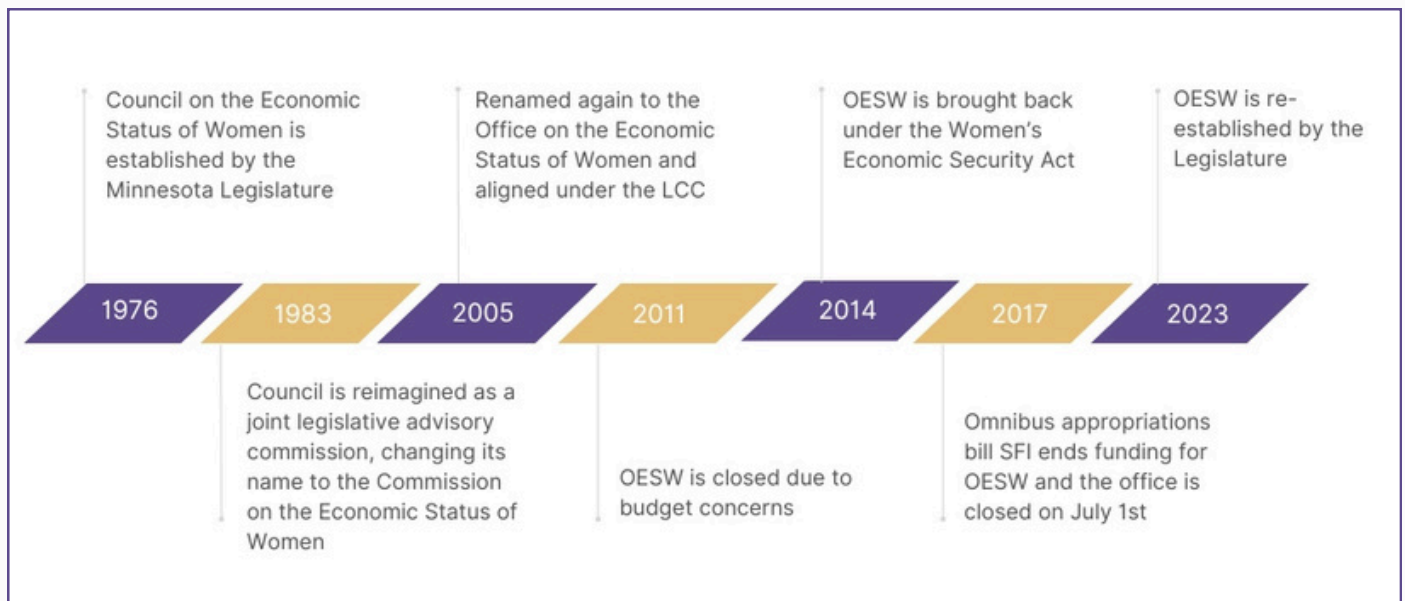 Council on the Economic
Status of Women is
established by the
Minnesota Legislature
Renamed again to the
Office on the Economic
Status of Women and
aligned under the LCC
OESW is brought back
under the Women's
Economic Security Act
OESW is re-
established by the
Legislature
1976
1983
2005
2011
2014
2017
2023
Council is reimagined as a
joint legislative advisory
commission, changing its
name to the Commission
on the Economic Status of
Women
OESW is closed due to
budget concerns
Omnibus appropriations
bill SFI ends funding for
OESW and the office is
closed on July 1st